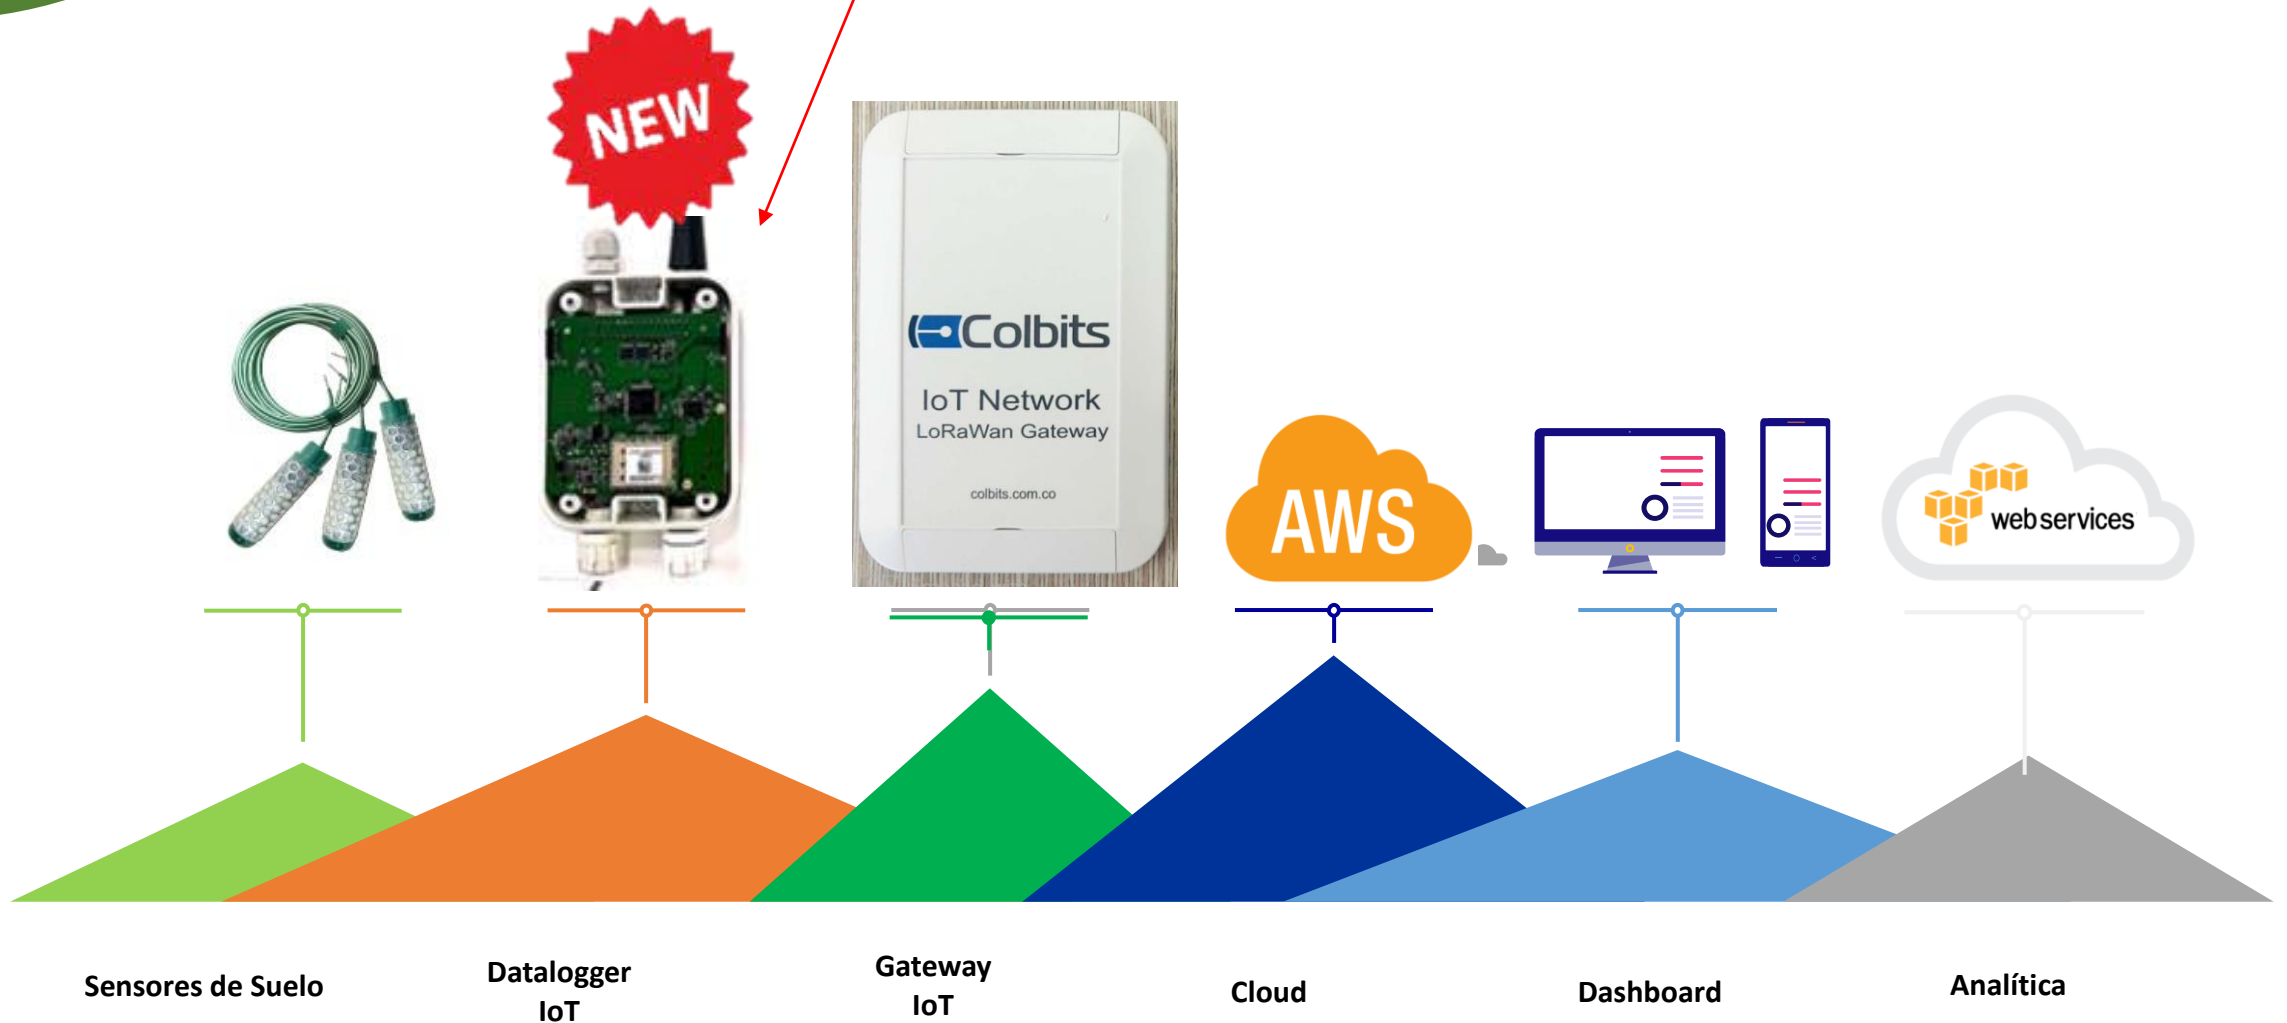 NEW
Colbits
IoT Network
LoRaWan Gateway
colbits.com.co
AWS
web services
Sensores de Suelo
Datalogger
IoT
Gateway
IoT
Cloud
Dashboard
Analítica